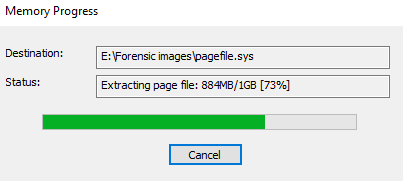 Memory Progress
Destination:
E:\Forensic images\pagefile.sys
Status:
Extracting page file: 884MB/1GB [73%]
Cancel